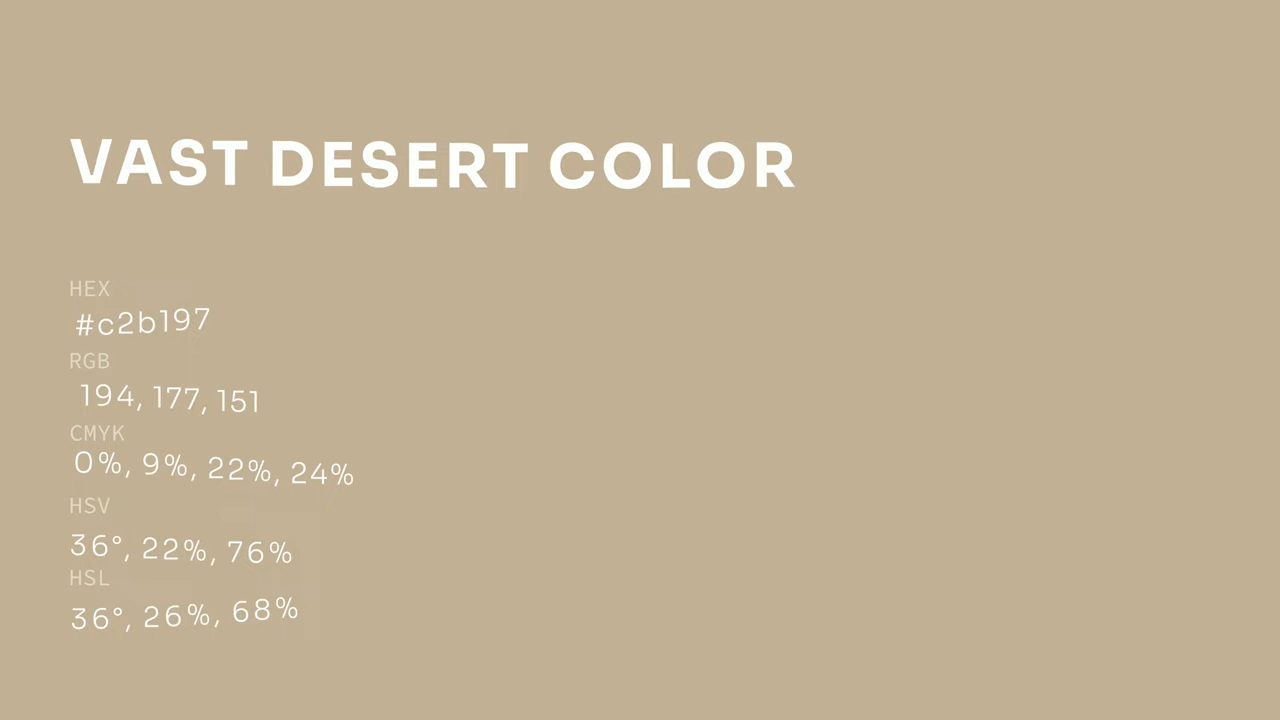 VAST DESERT COLOR
HEX
#c2b197
RGB
194, 177, 151
CMYK
0%, 9%, 22%, 24%
HSV
36°, 22%, 76%
HSL
36°, 26%, 68%